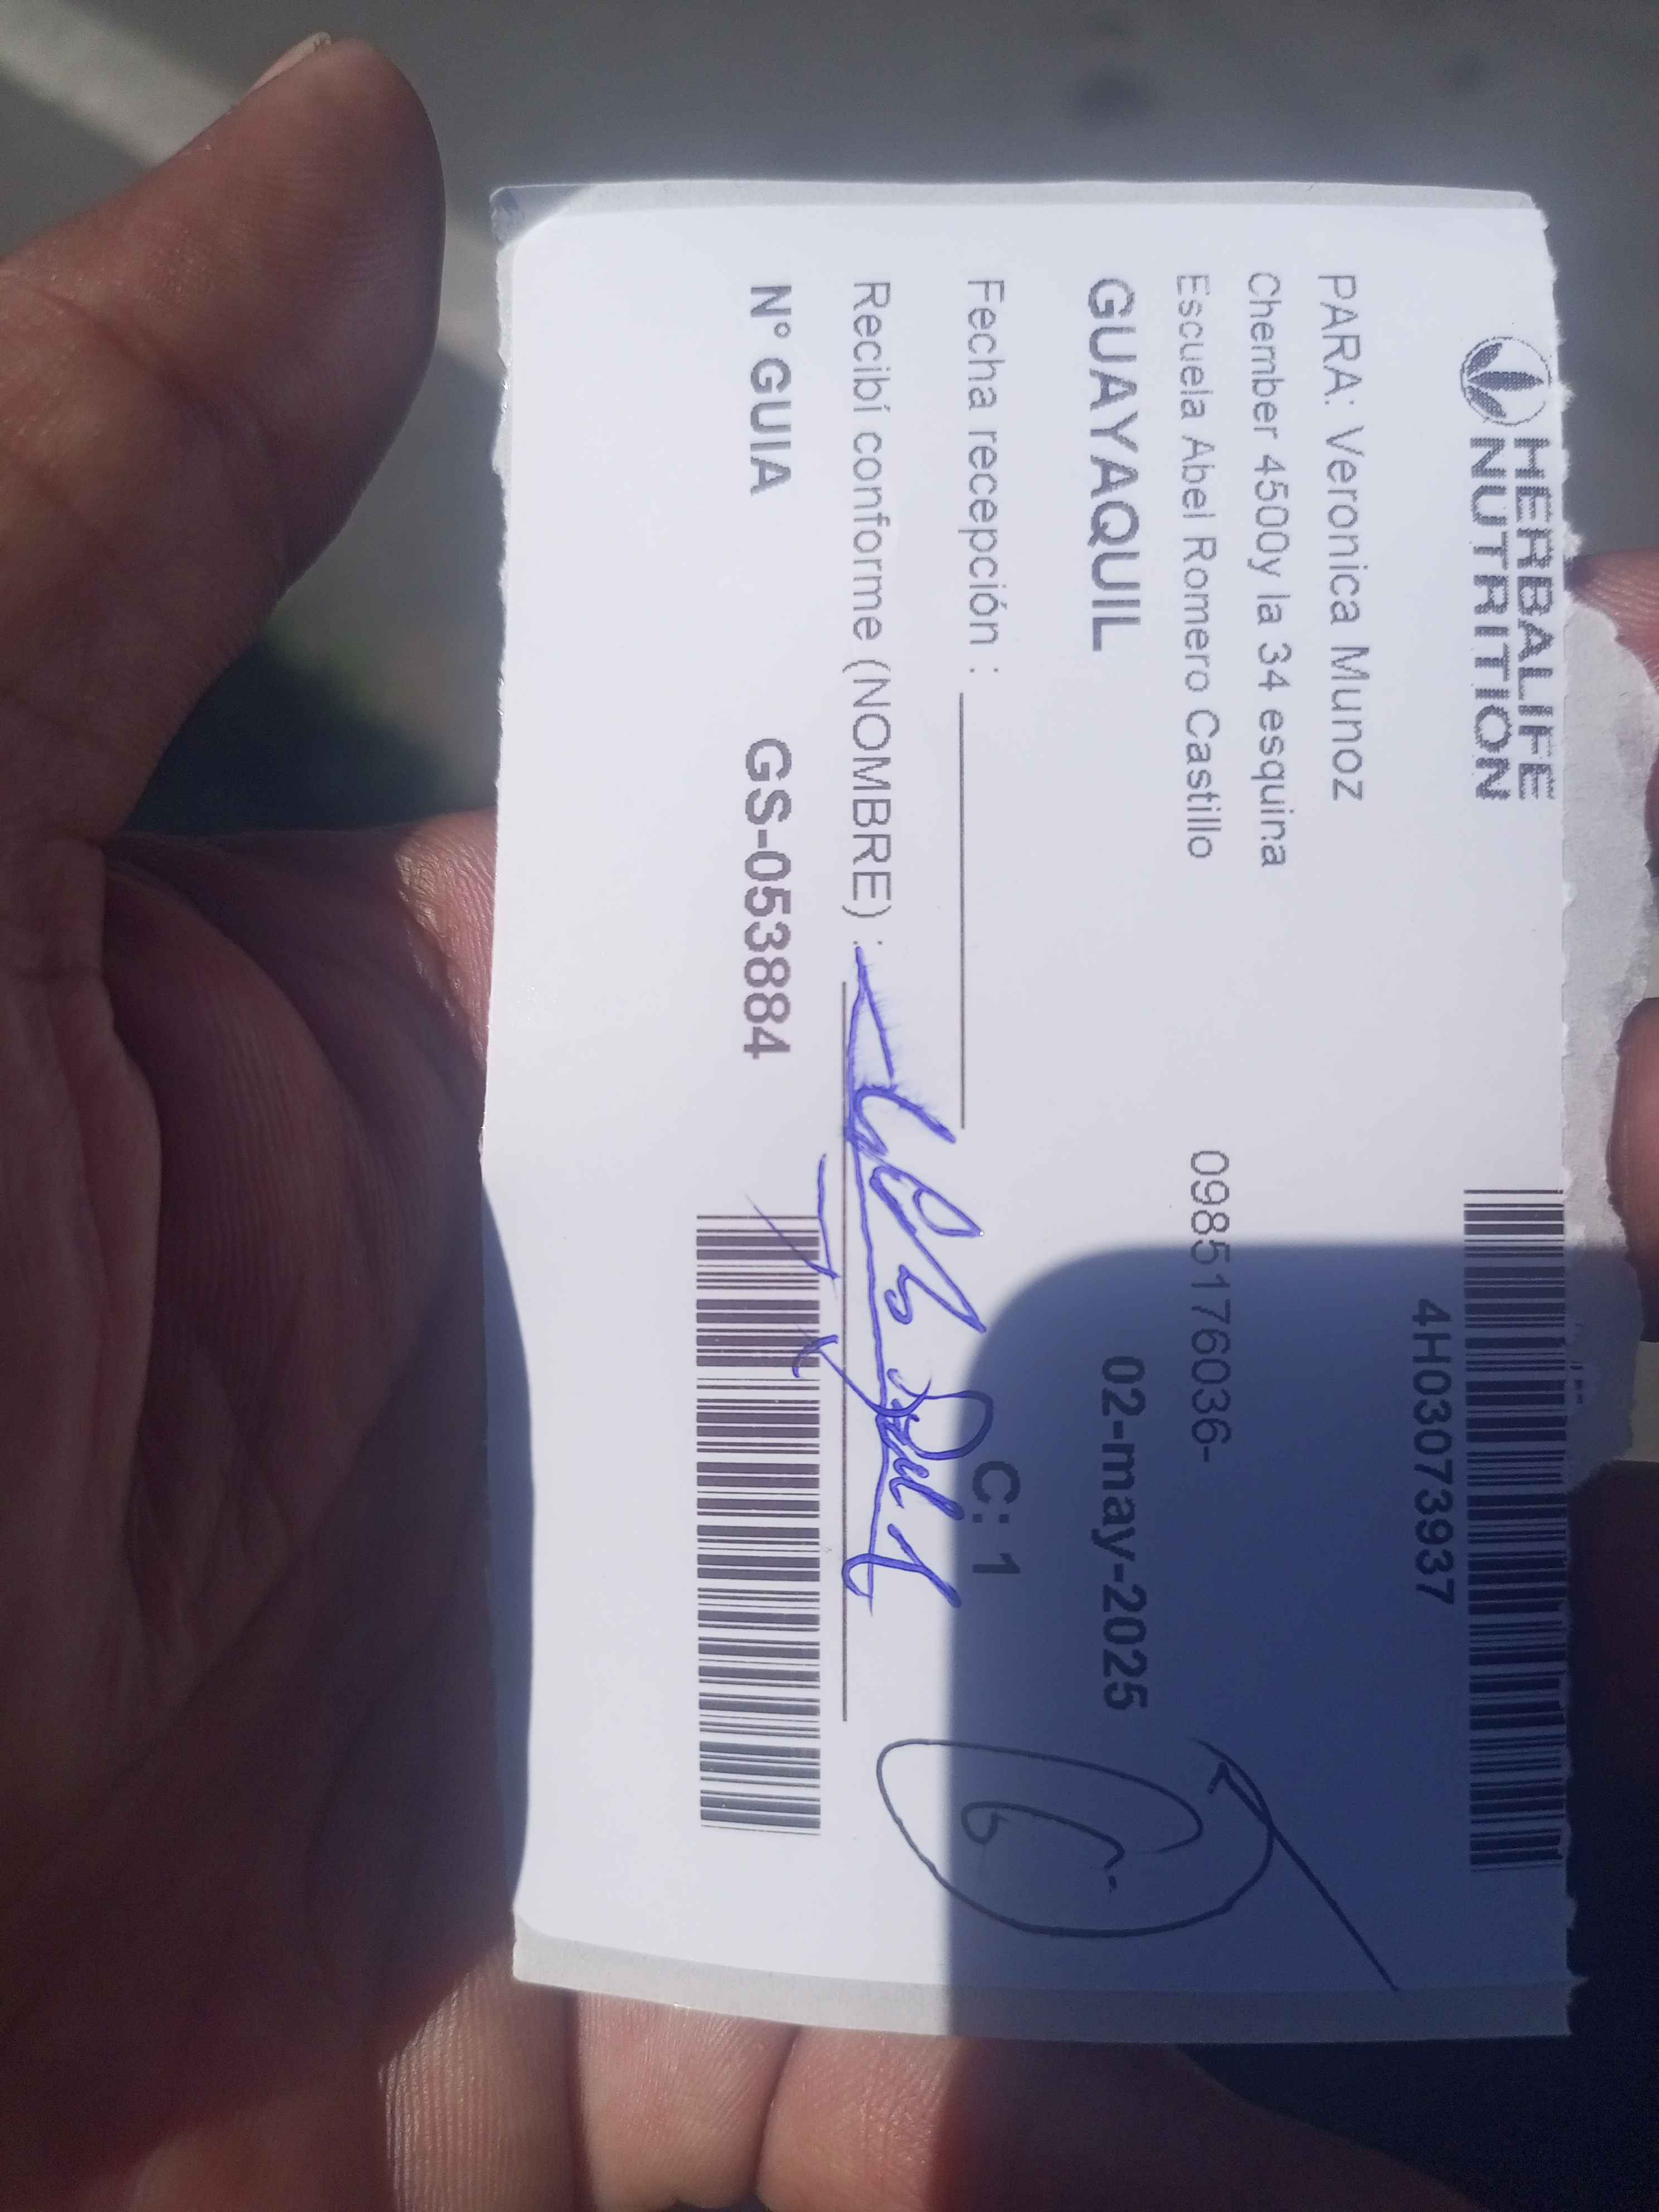 HERBALIFE
NUTRITION
4H03073937
PARA: Veronica Munoz
Chember 4500y la 34 esquina
Escuela Abel Romero Castillo 0985176036-
GUAYAQUIL 02-may-2025
Fecha recepción : C: 1
Recibí conforme (NOMBRE) :
N° GUIA GS-053884